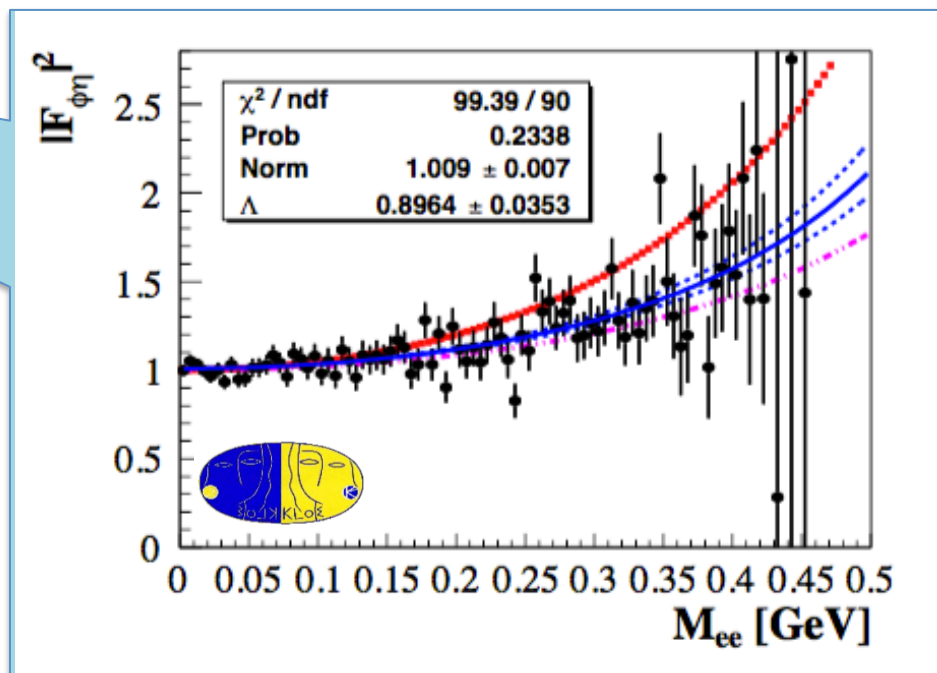 |F_φη|²
χ² / ndf 99.39 / 90
Prob 0.2338
Norm 1.009 ± 0.007
Λ 0.8964 ± 0.0353
2.5
2
1.5
1
0.5
0
KLOE KLOE
0 0.05 0.1 0.15 0.2 0.25 0.3 0.35 0.4 0.45 0.5
M_ee [GeV]